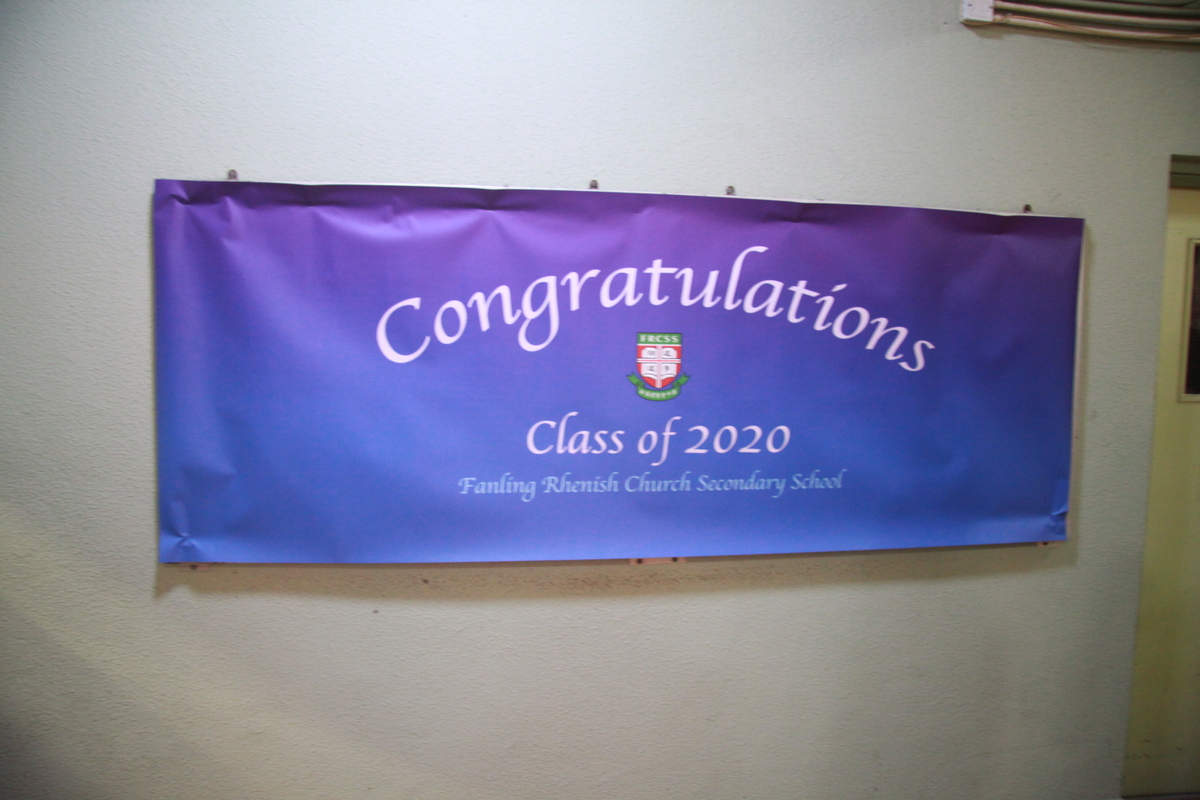 Congratulations
FRCSS
Class of 2020
Fanling Rhenish Church Secondary School